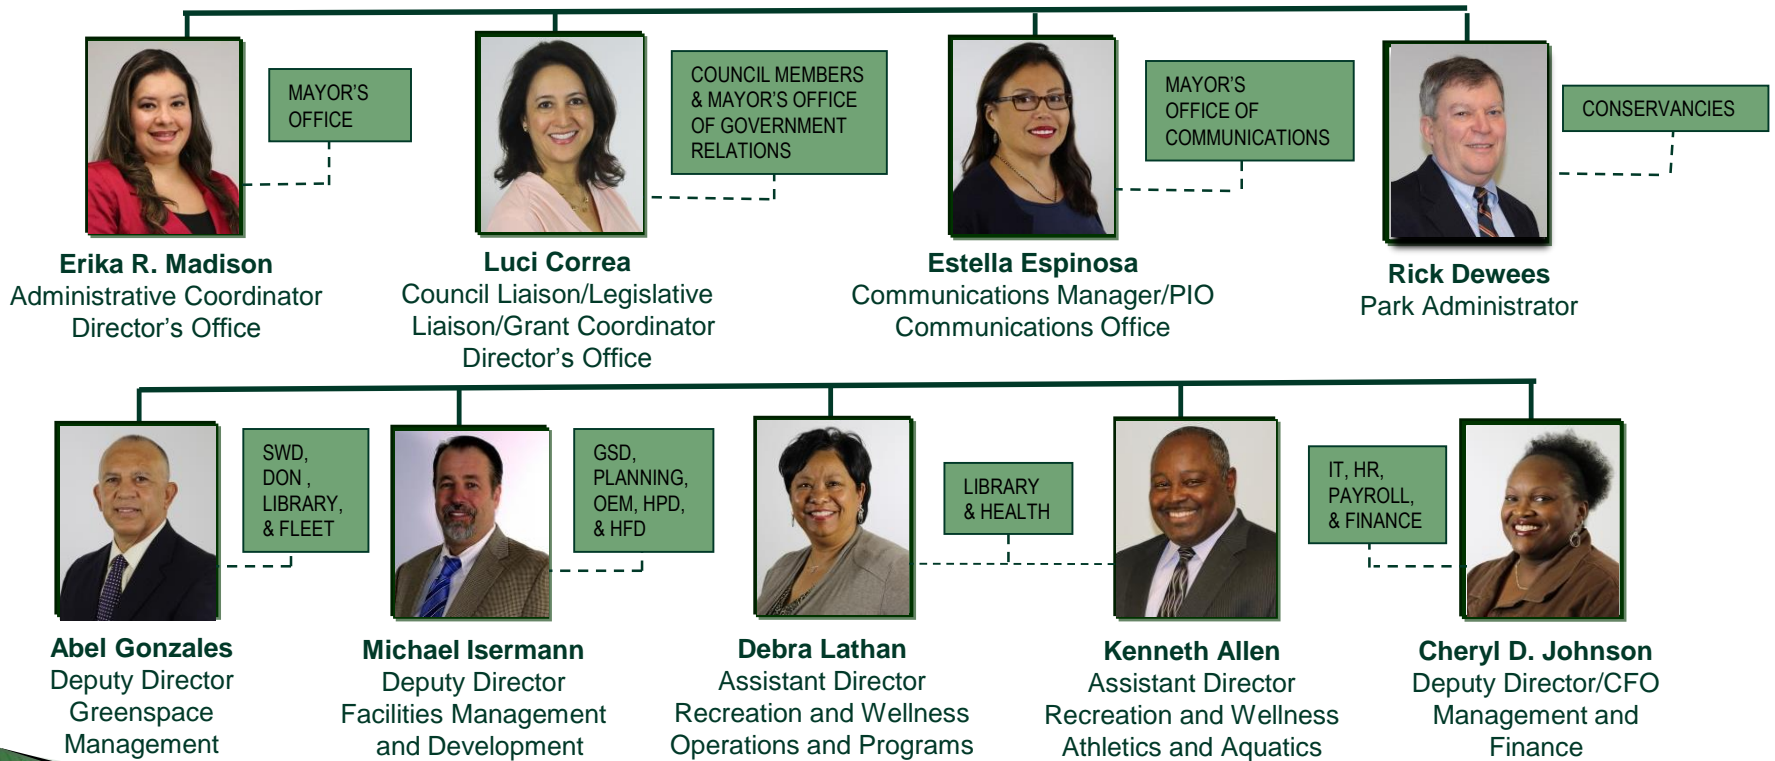 MAYOR'S
OFFICE
COUNCIL MEMBERS
& MAYOR'S OFFICE
OF GOVERNMENT
RELATIONS
MAYOR'S
OFFICE OF
COMMUNICATIONS
CONSERVANCIES
Erika R. Madison
Administrative Coordinator
Director's Office
Luci Correa
Council Liaison/Legislative
Liaison/Grant Coordinator
Director's Office
Estella Espinosa
Communications Manager/PIO
Communications Office
Rick Dewees
Park Administrator
SWD,
DON ,
LIBRARY,
& FLEET
GSD,
PLANNING,
OEM, HPD,
& HFD
LIBRARY
& HEALTH
IT, HR,
PAYROLL,
& FINANCE
Abel Gonzales
Deputy Director
Greenspace
Management
Michael Isermann
Deputy Director
Facilities Management
and Development
Debra Lathan
Assistant Director
Recreation and Wellness
Operations and Programs
Kenneth Allen
Assistant Director
Recreation and Wellness
Athletics and Aquatics
Cheryl D. Johnson
Deputy Director/CFO
Management and
Finance